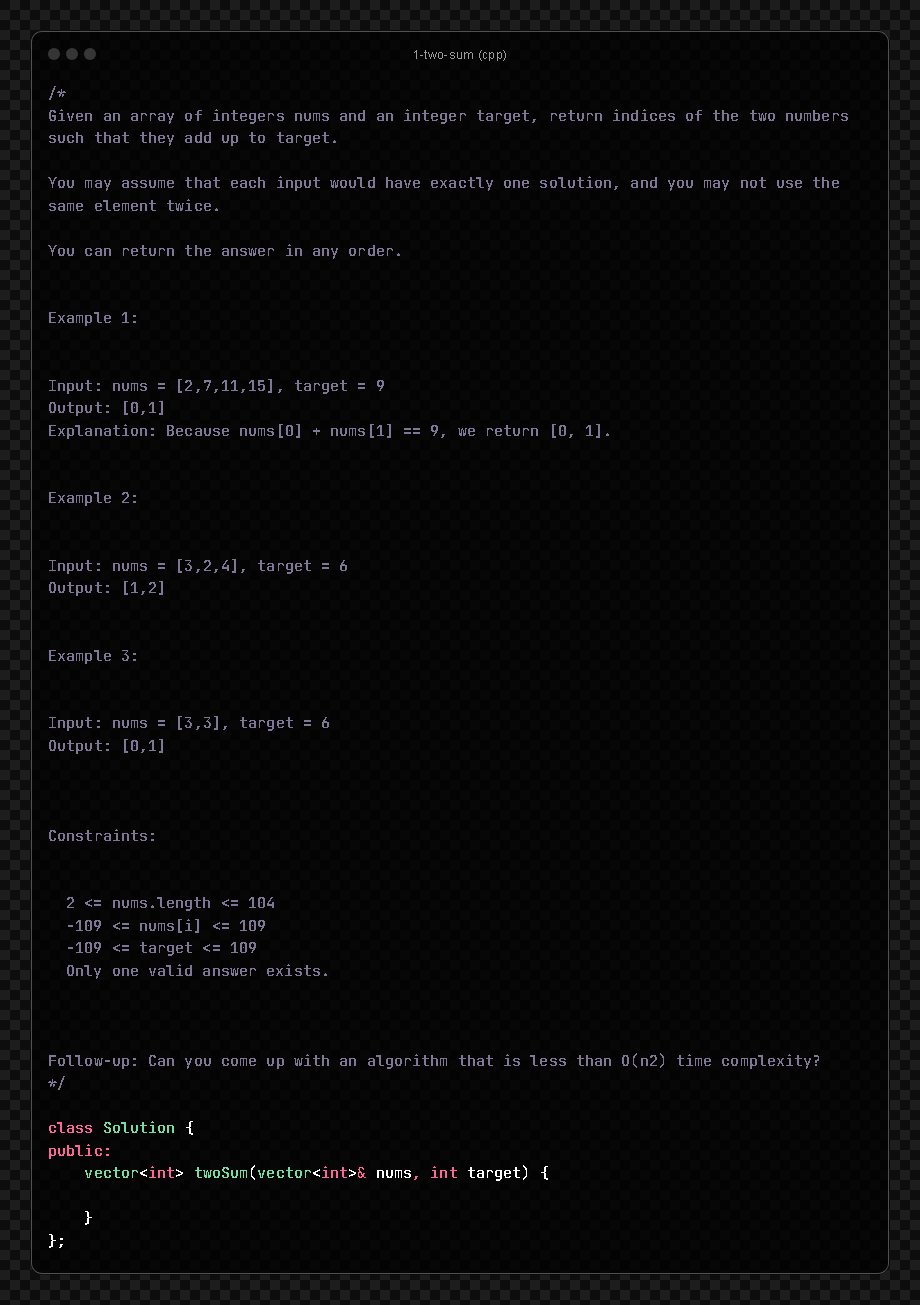 1-two-sum (cpp)
/*
Given an array of integers nums and an integer target, return indices of the two numbers
such that they add up to target.
You may assume that each input would have exactly one solution, and you may not use the
same element twice.
You can return the answer in any order.
Example 1:
Input: nums = [2,7,11,15], target = 9
Output: [0,1]
Explanation: Because nums[0] + nums[1] == 9, we return [0, 1].
Example 2:
Input: nums = [3,2,4], target = 6
Output: [1,2]
Example 3:
Input: nums = [3,3], target = 6
Output: [0,1]
Constraints:
  2 <= nums.length <= 104
  -109 <= nums[i] <= 109
  -109 <= target <= 109
  Only one valid answer exists.
Follow-up: Can you come up with an algorithm that is less than O(n2) time complexity?
*/
class Solution {
public:
    vector<int> twoSum(vector<int>& nums, int target) {
    }
};